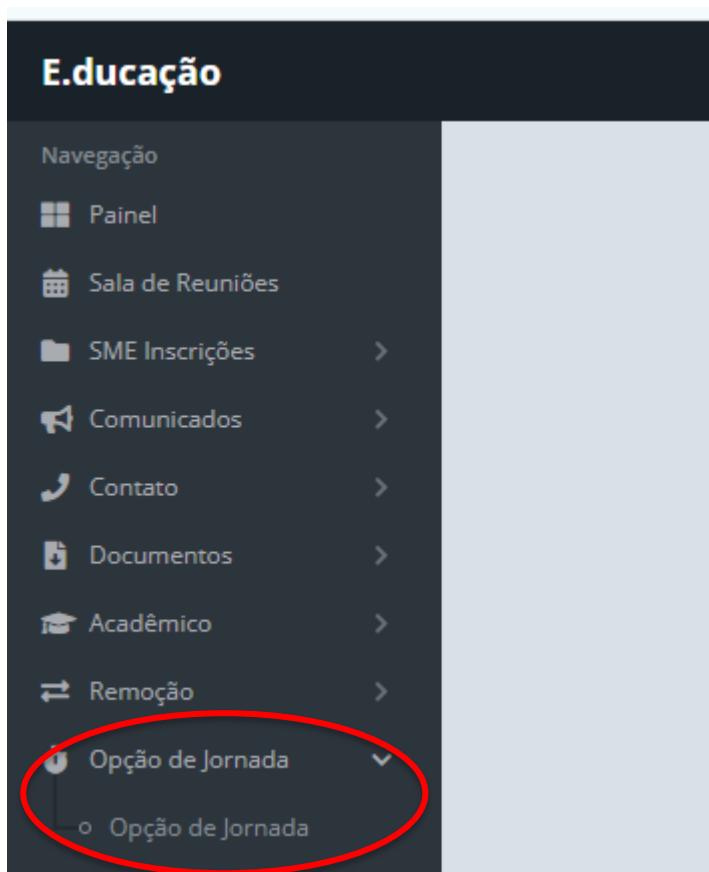 E.ducação
Navegação
Painel
Sala de Reuniões
SME Inscrições
Comunicados
Contato
Documentos
Acadêmico
Remoção
Opção de Jornada
Opção de Jornada